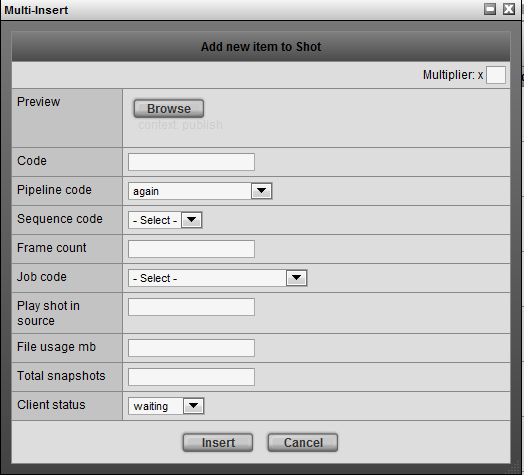 Multi-Insert
Add new item to Shot
Multiplier: x
Preview
Browse
context: publish
Code
Pipeline code
again
Sequence code
- Select -
Frame count
Job code
- Select -
Play shot in
source
File usage mb
Total snapshots
Client status
waiting
Insert
Cancel